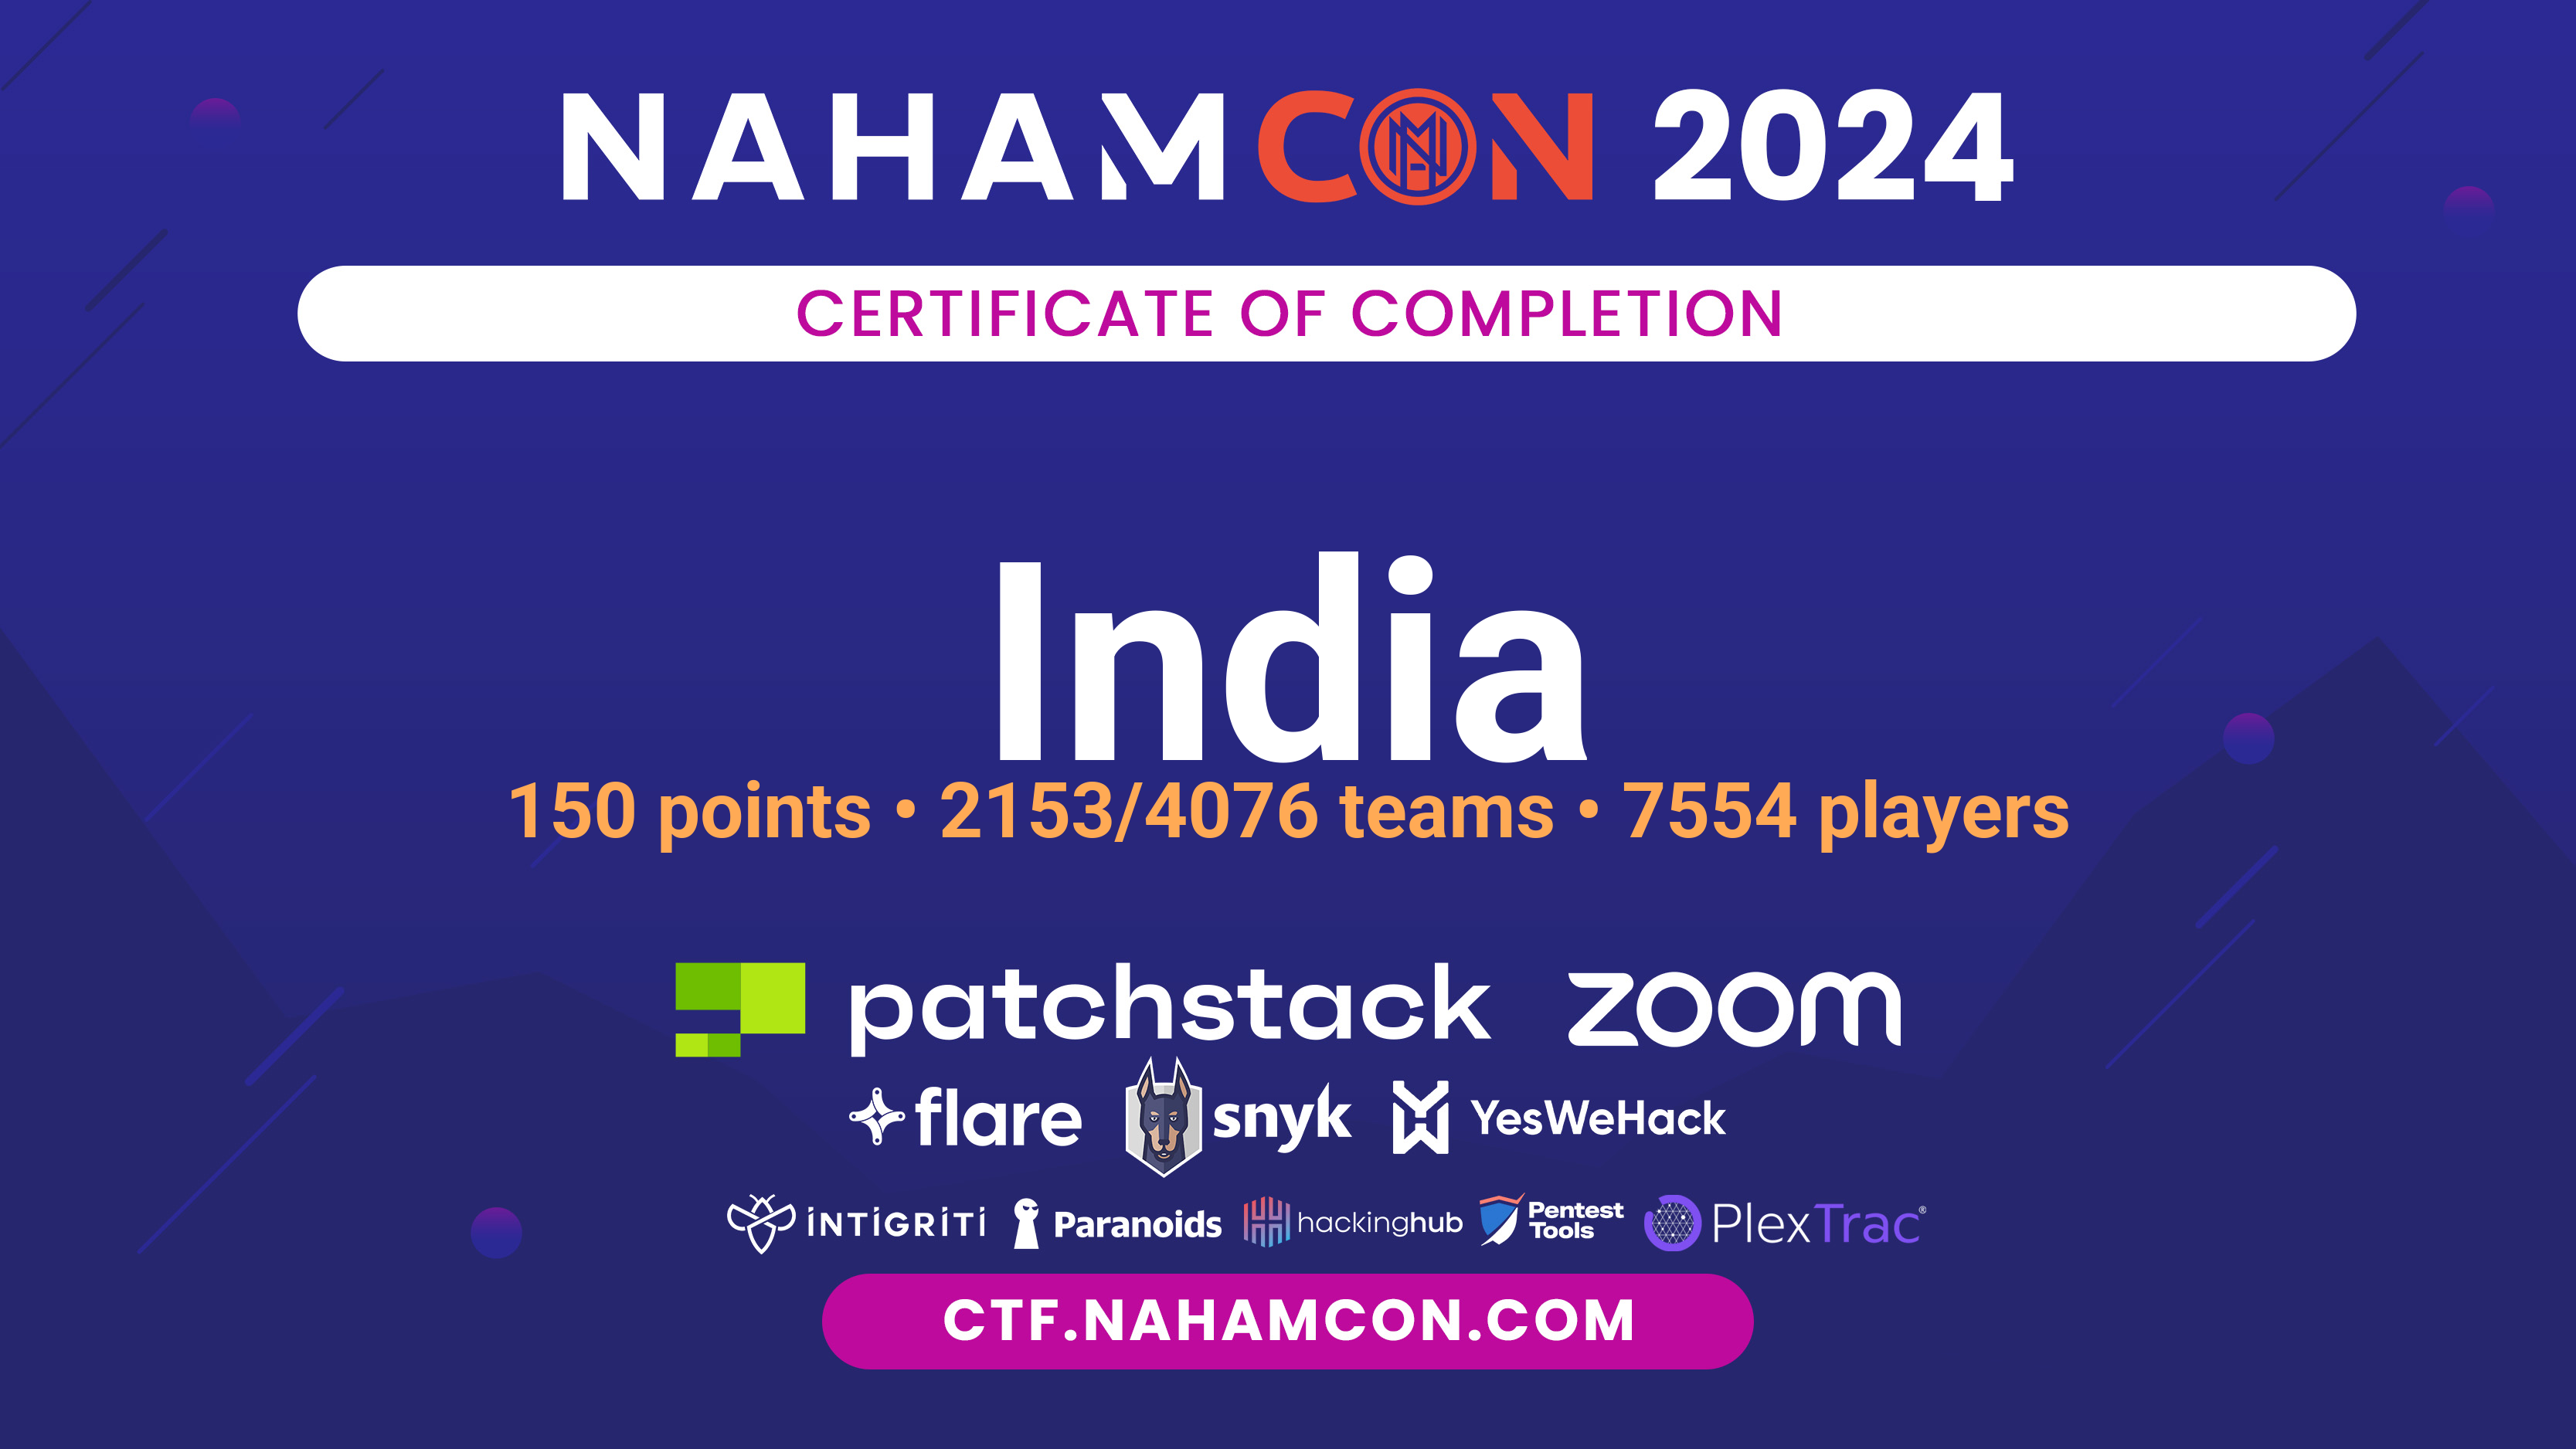 NAHAMCON 2024
CERTIFICATE OF COMPLETION
India
150 points • 2153/4076 teams • 7554 players
patchstack zoom
flare snyk YesWeHack
INTIGRITI Paranoids hackinghub Pentest Tools PlexTrac®
CTF.NAHAMCON.COM